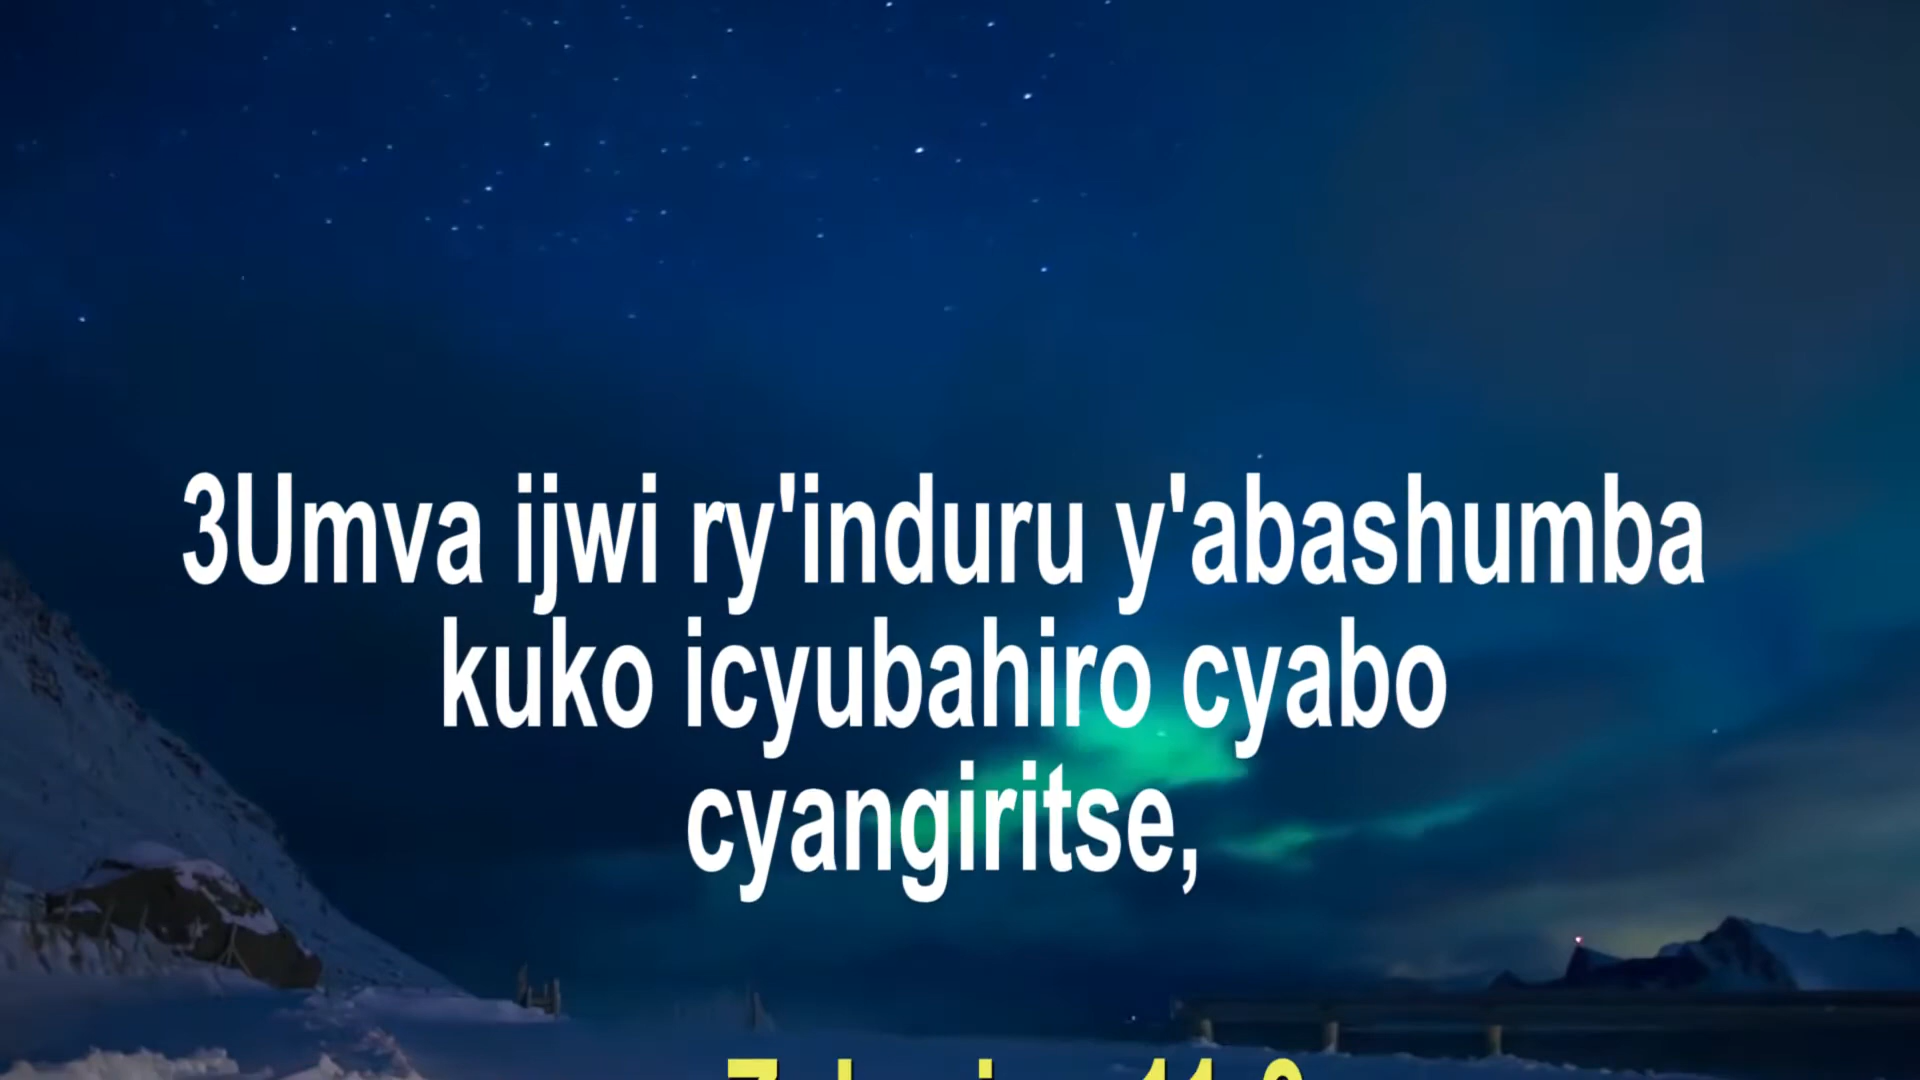 3Umva ijwi ry'induru y'abashumba
kuko icyubahiro cyabo
cyangiritse,